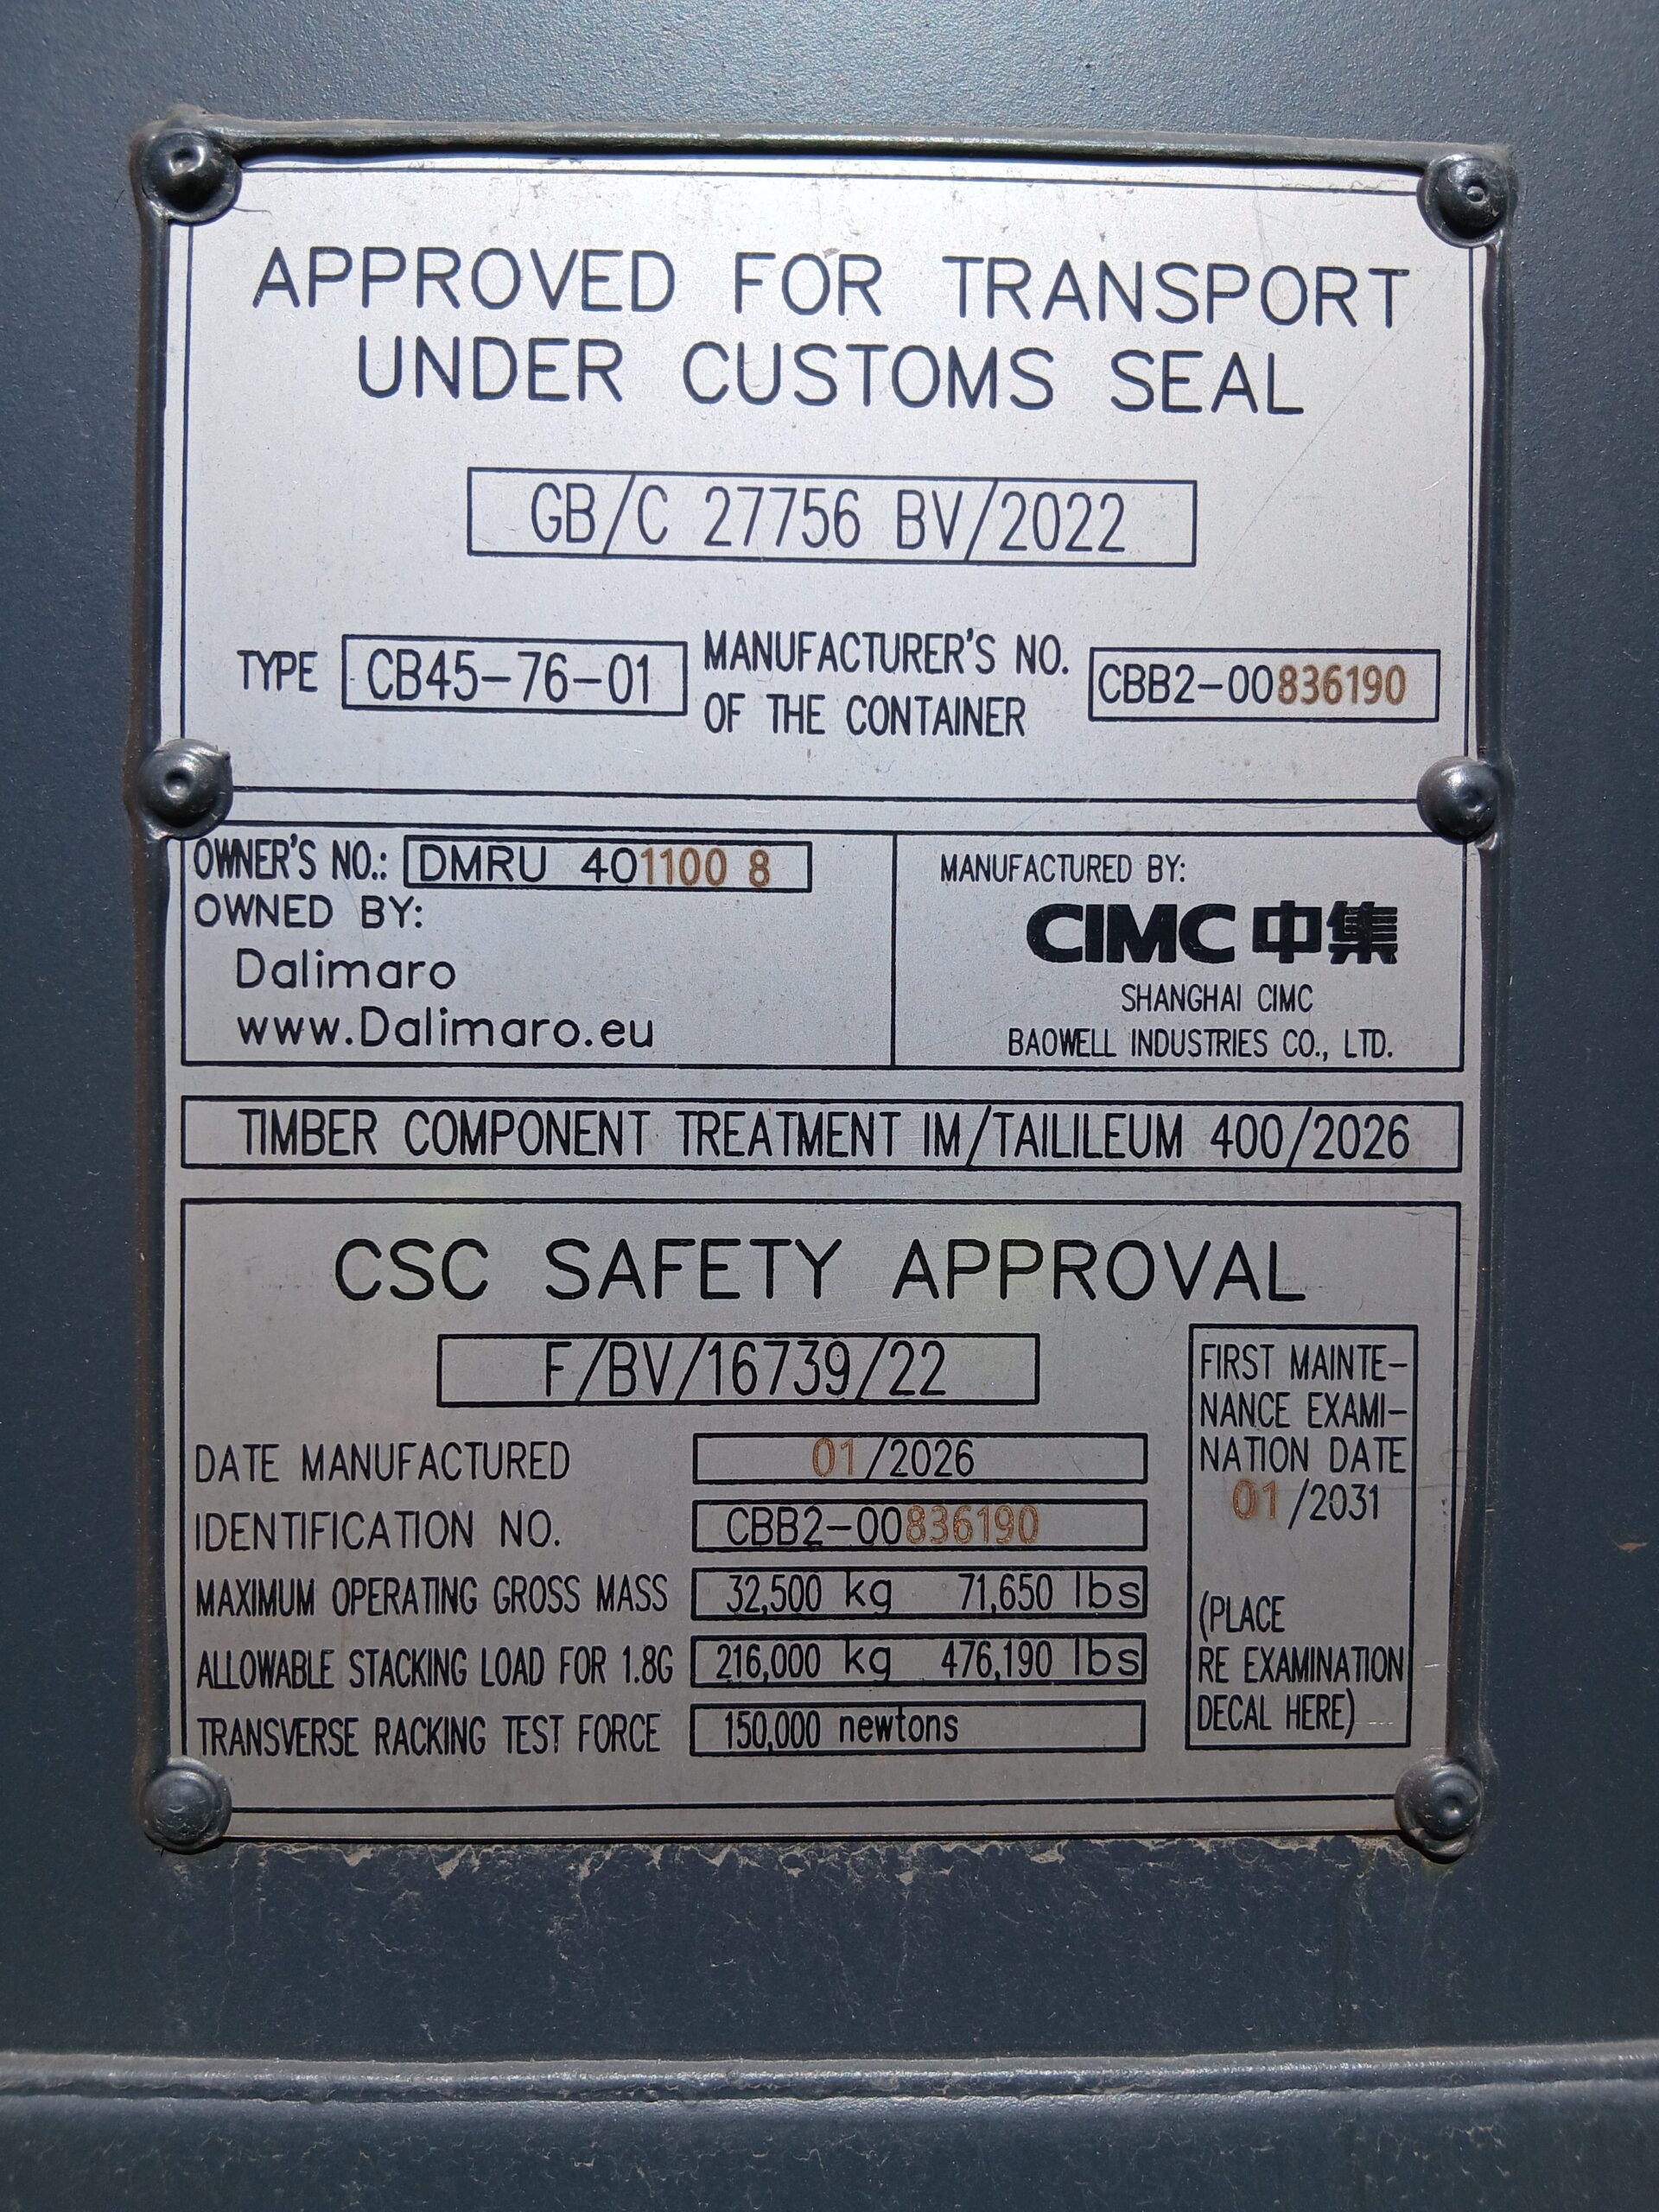 APPROVED FOR TRANSPORT
UNDER CUSTOMS SEAL
GB/C 27756 BV/2022
TYPE CB45-76-01 MANUFACTURER'S NO.
OF THE CONTAINER CBB2-00836190
OWNER'S NO.: DMRU 401100 8
OWNED BY:
Dalimaro
www.Dalimaro.eu
MANUFACTURED BY:
CIMC 中集
SHANGHAI CIMC
BAOWELL INDUSTRIES CO., LTD.
TIMBER COMPONENT TREATMENT IM/TAILILEUM 400/2026
CSC SAFETY APPROVAL
F/BV/16739/22
DATE MANUFACTURED 01/2026
IDENTIFICATION NO. CBB2-00836190
MAXIMUM OPERATING GROSS MASS 32,500 kg 71,650 lbs
ALLOWABLE STACKING LOAD FOR 1.8G 216,000 kg 476,190 lbs
TRANSVERSE RACKING TEST FORCE 150,000 newtons
FIRST MAINTE-
NANCE EXAMI-
NATION DATE
01/2031
(PLACE
RE EXAMINATION
DECAL HERE)